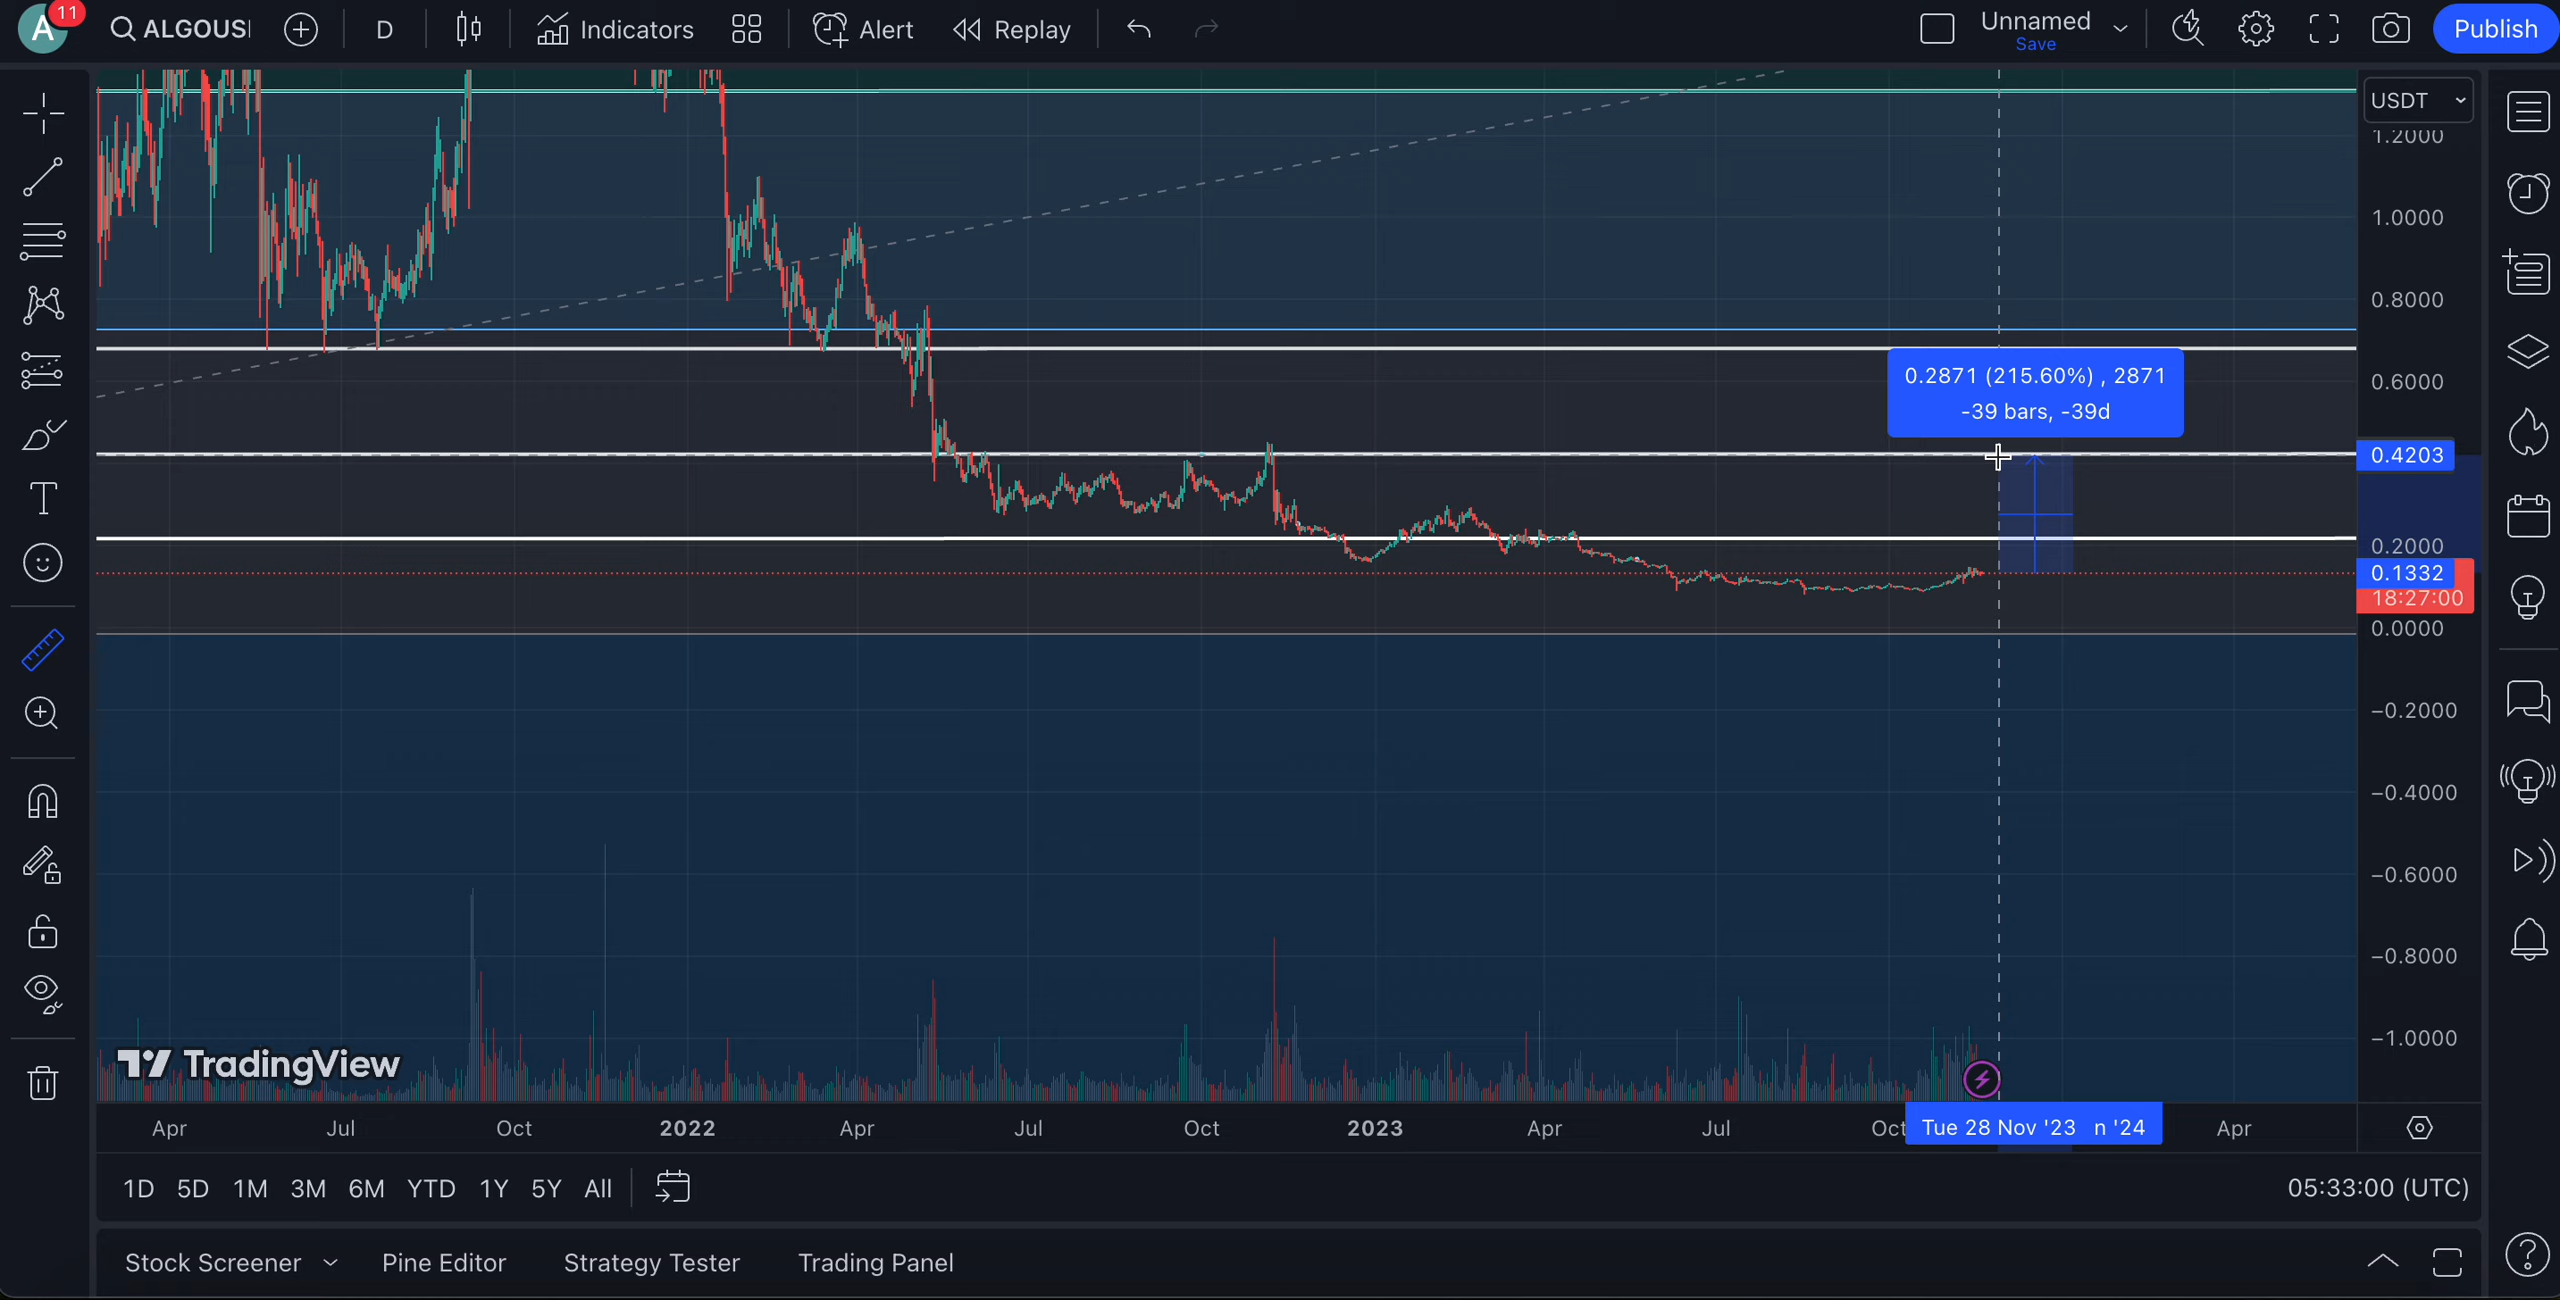 A
11
ALGOUS
D
Indicators
Alert
Replay
Unnamed
Save
Publish
USDT
1.2000
1.0000
0.8000
0.6000
0.2871 (215.60%) , 2871
-39 bars, -39d
0.4203
0.2000
0.1332
18:27:00
0.0000
−0.2000
−0.4000
−0.6000
−0.8000
−1.0000
TradingView
Apr Jul Oct 2022 Apr Jul Oct 2023 Apr Jul Oct Tue 28 Nov '23 n '24 Apr
1D 5D 1M 3M 6M YTD 1Y 5Y All
05:33:00 (UTC)
Stock Screener Pine Editor Strategy Tester Trading Panel